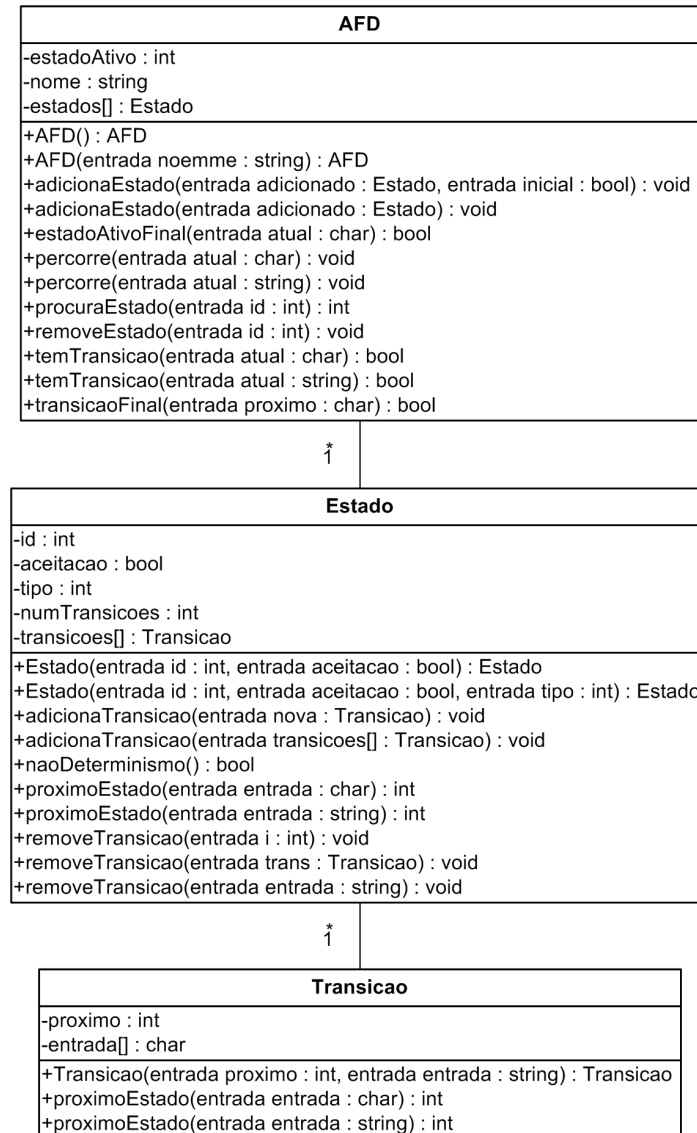 AFD
-estadoAtivo : int
-nome : string
-estados[] : Estado
+AFD() : AFD
+AFD(entrada noemme : string) : AFD
+adicionaEstado(entrada adicionado : Estado, entrada inicial : bool) : void
+adicionaEstado(entrada adicionado : Estado) : void
+estadoAtivoFinal(entrada atual : char) : bool
+percorre(entrada atual : char) : void
+percorre(entrada atual : string) : void
+procuraEstado(entrada id : int) : int
+removeEstado(entrada id : int) : void
+temTransicao(entrada atual : char) : bool
+temTransicao(entrada atual : string) : bool
+transicaoFinal(entrada proximo : char) : bool
*
1
Estado
-id : int
-aceitacao : bool
-tipo : int
-numTransicoes : int
-transicoes[] : Transicao
+Estado(entrada id : int, entrada aceitacao : bool) : Estado
+Estado(entrada id : int, entrada aceitacao : bool, entrada tipo : int) : Estado
+adicionaTransicao(entrada nova : Transicao) : void
+adicionaTransicao(entrada transicoes[] : Transicao) : void
+naoDeterminismo() : bool
+proximoEstado(entrada entrada : char) : int
+proximoEstado(entrada entrada : string) : int
+removeTransicao(entrada i : int) : void
+removeTransicao(entrada trans : Transicao) : void
+removeTransicao(entrada entrada : string) : void
*
1
Transicao
-proximo : int
-entrada[] : char
+Transicao(entrada proximo : int, entrada entrada : string) : Transicao
+proximoEstado(entrada entrada : char) : int
+proximoEstado(entrada entrada : string) : int